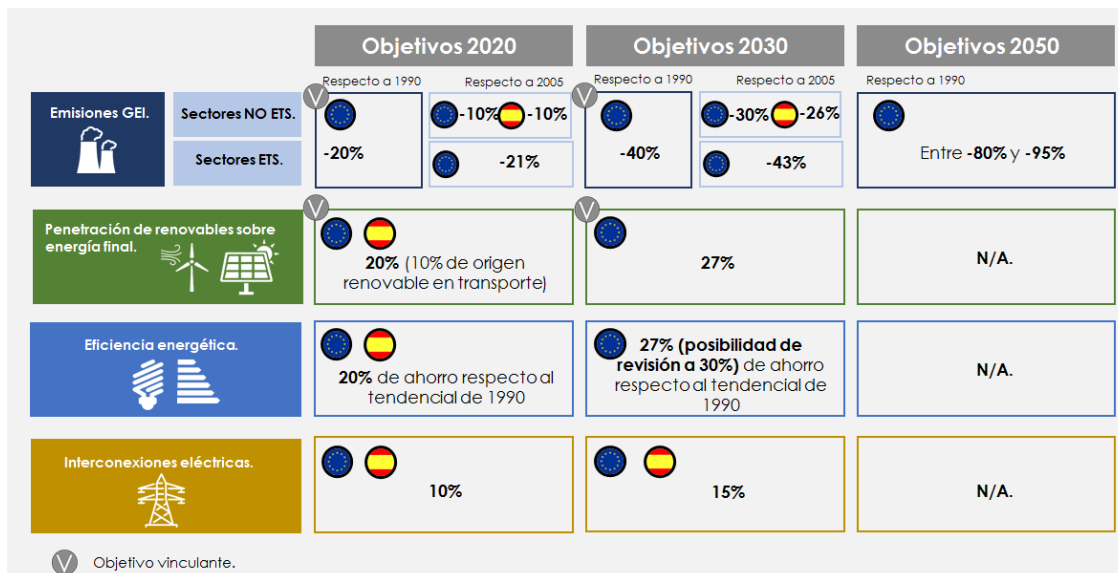 Objetivos 2020
Objetivos 2030
Objetivos 2050
Respecto a 1990
Respecto a 2005
Respecto a 1990
Respecto a 2005
Respecto a 1990
Emisiones GEI.
Sectores NO ETS.
Sectores ETS.
V
-20%
-10%
-10%
-21%
V
-40%
-30%
-26%
-43%
Entre -80% y -95%
Penetración de renovables sobre
energía final.
V
20% (10% de origen
renovable en transporte)
V
27%
N/A.
Eficiencia energética.
20% de ahorro respecto al
tendencial de 1990
27% (posibilidad de
revisión a 30%) de ahorro
respecto al tendencial de
1990
N/A.
Interconexiones eléctricas.
10%
15%
N/A.
V Objetivo vinculante.